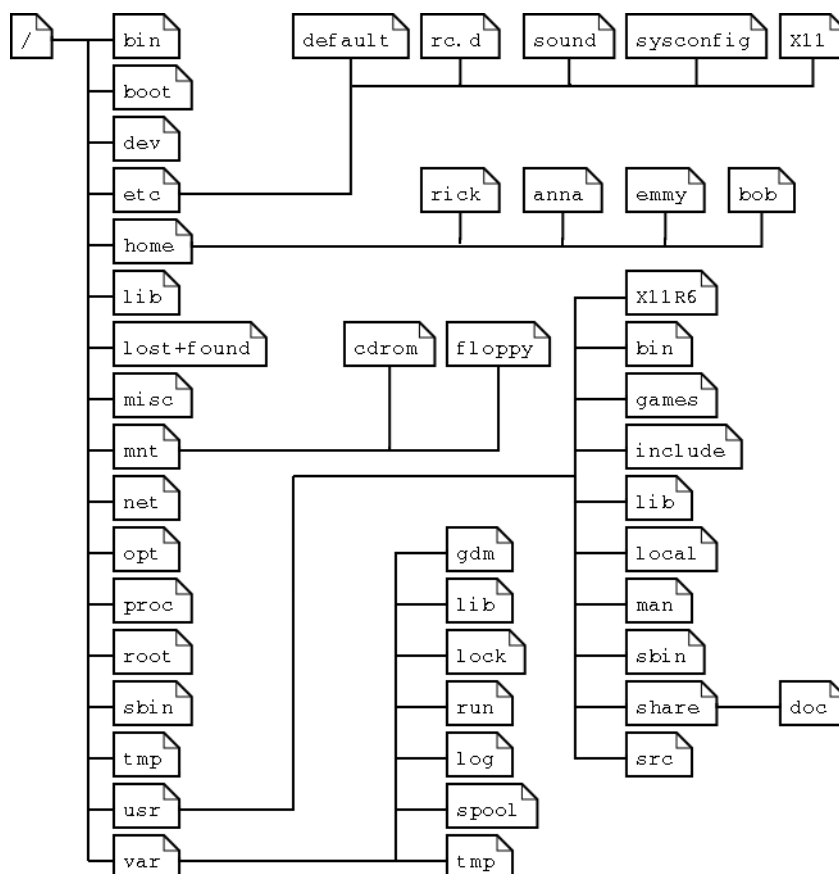 /
bin
default
rc.d
sound
sysconfig
X11
boot
dev
etc
rick
anna
emmy
bob
home
lib
X11R6
lost+found
cdrom
floppy
bin
misc
games
mnt
include
net
lib
opt
gdm
local
proc
lib
man
root
lock
sbin
sbin
run
share
doc
tmp
log
src
usr
spool
var
tmp